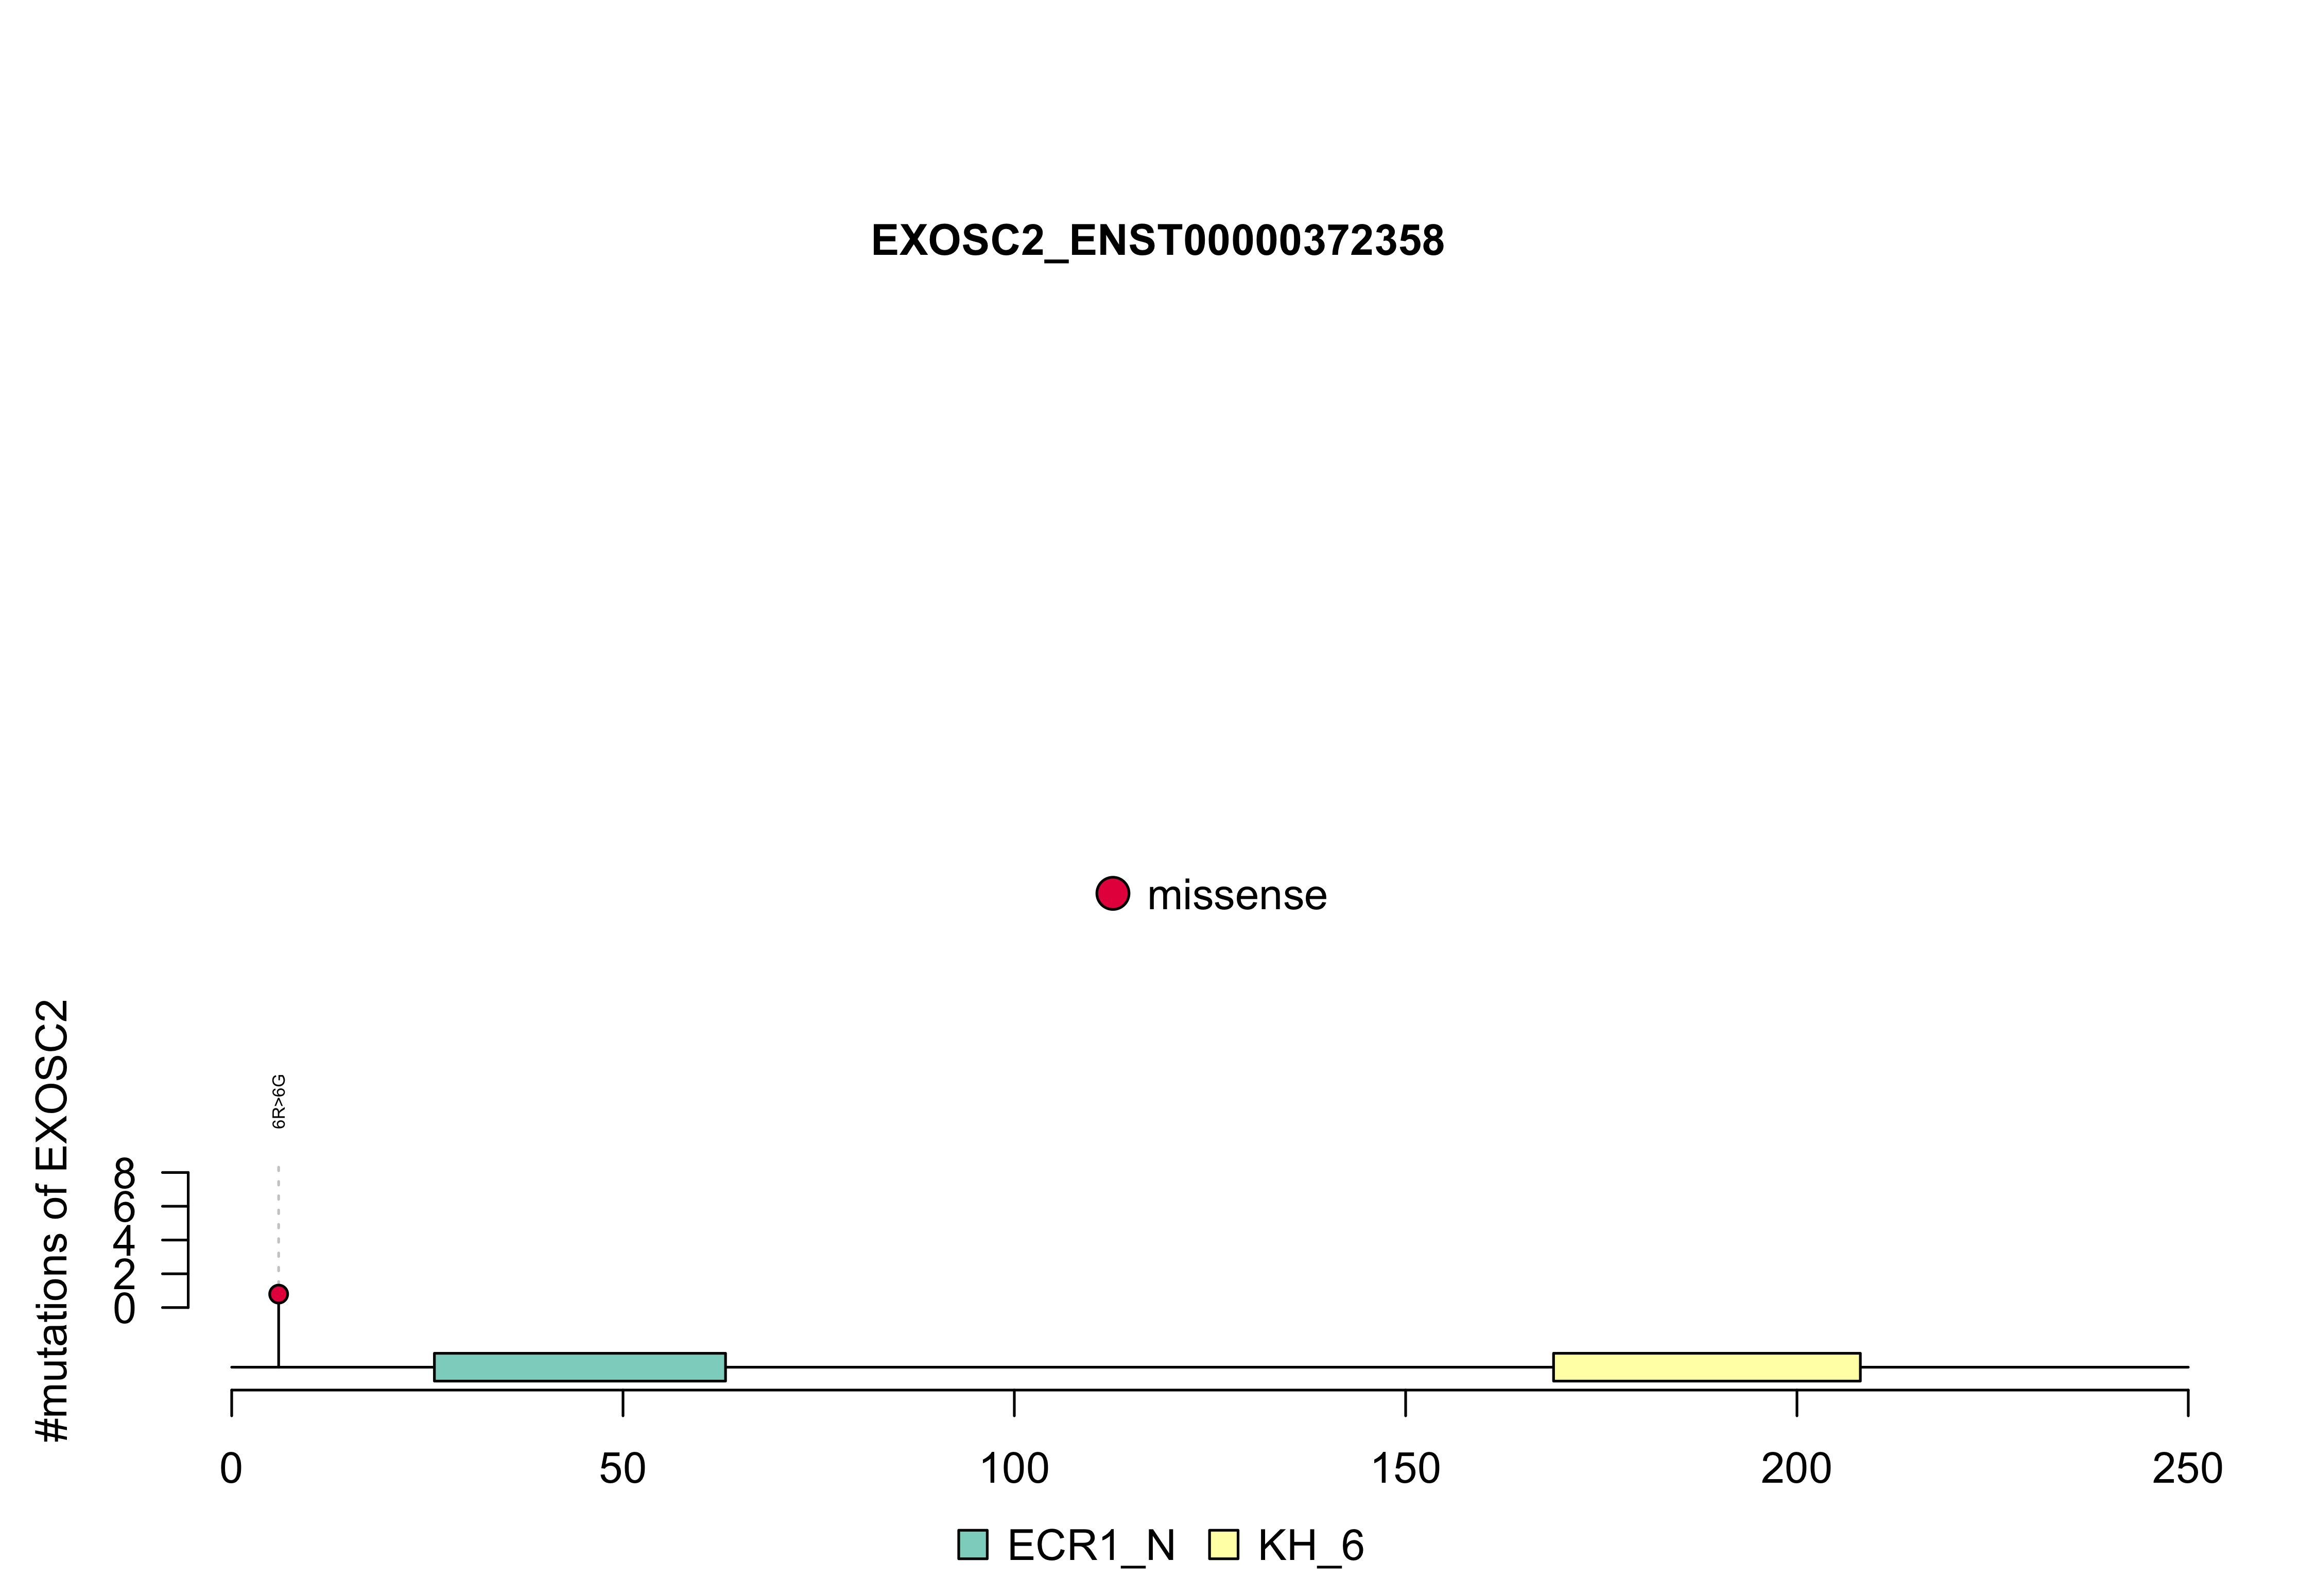 EXOSC2_ENST00000372358
missense
#mutations of EXOSC2
6R>6G
8
6
4
2
0
0 50 100 150 200 250
ECR1_N KH_6